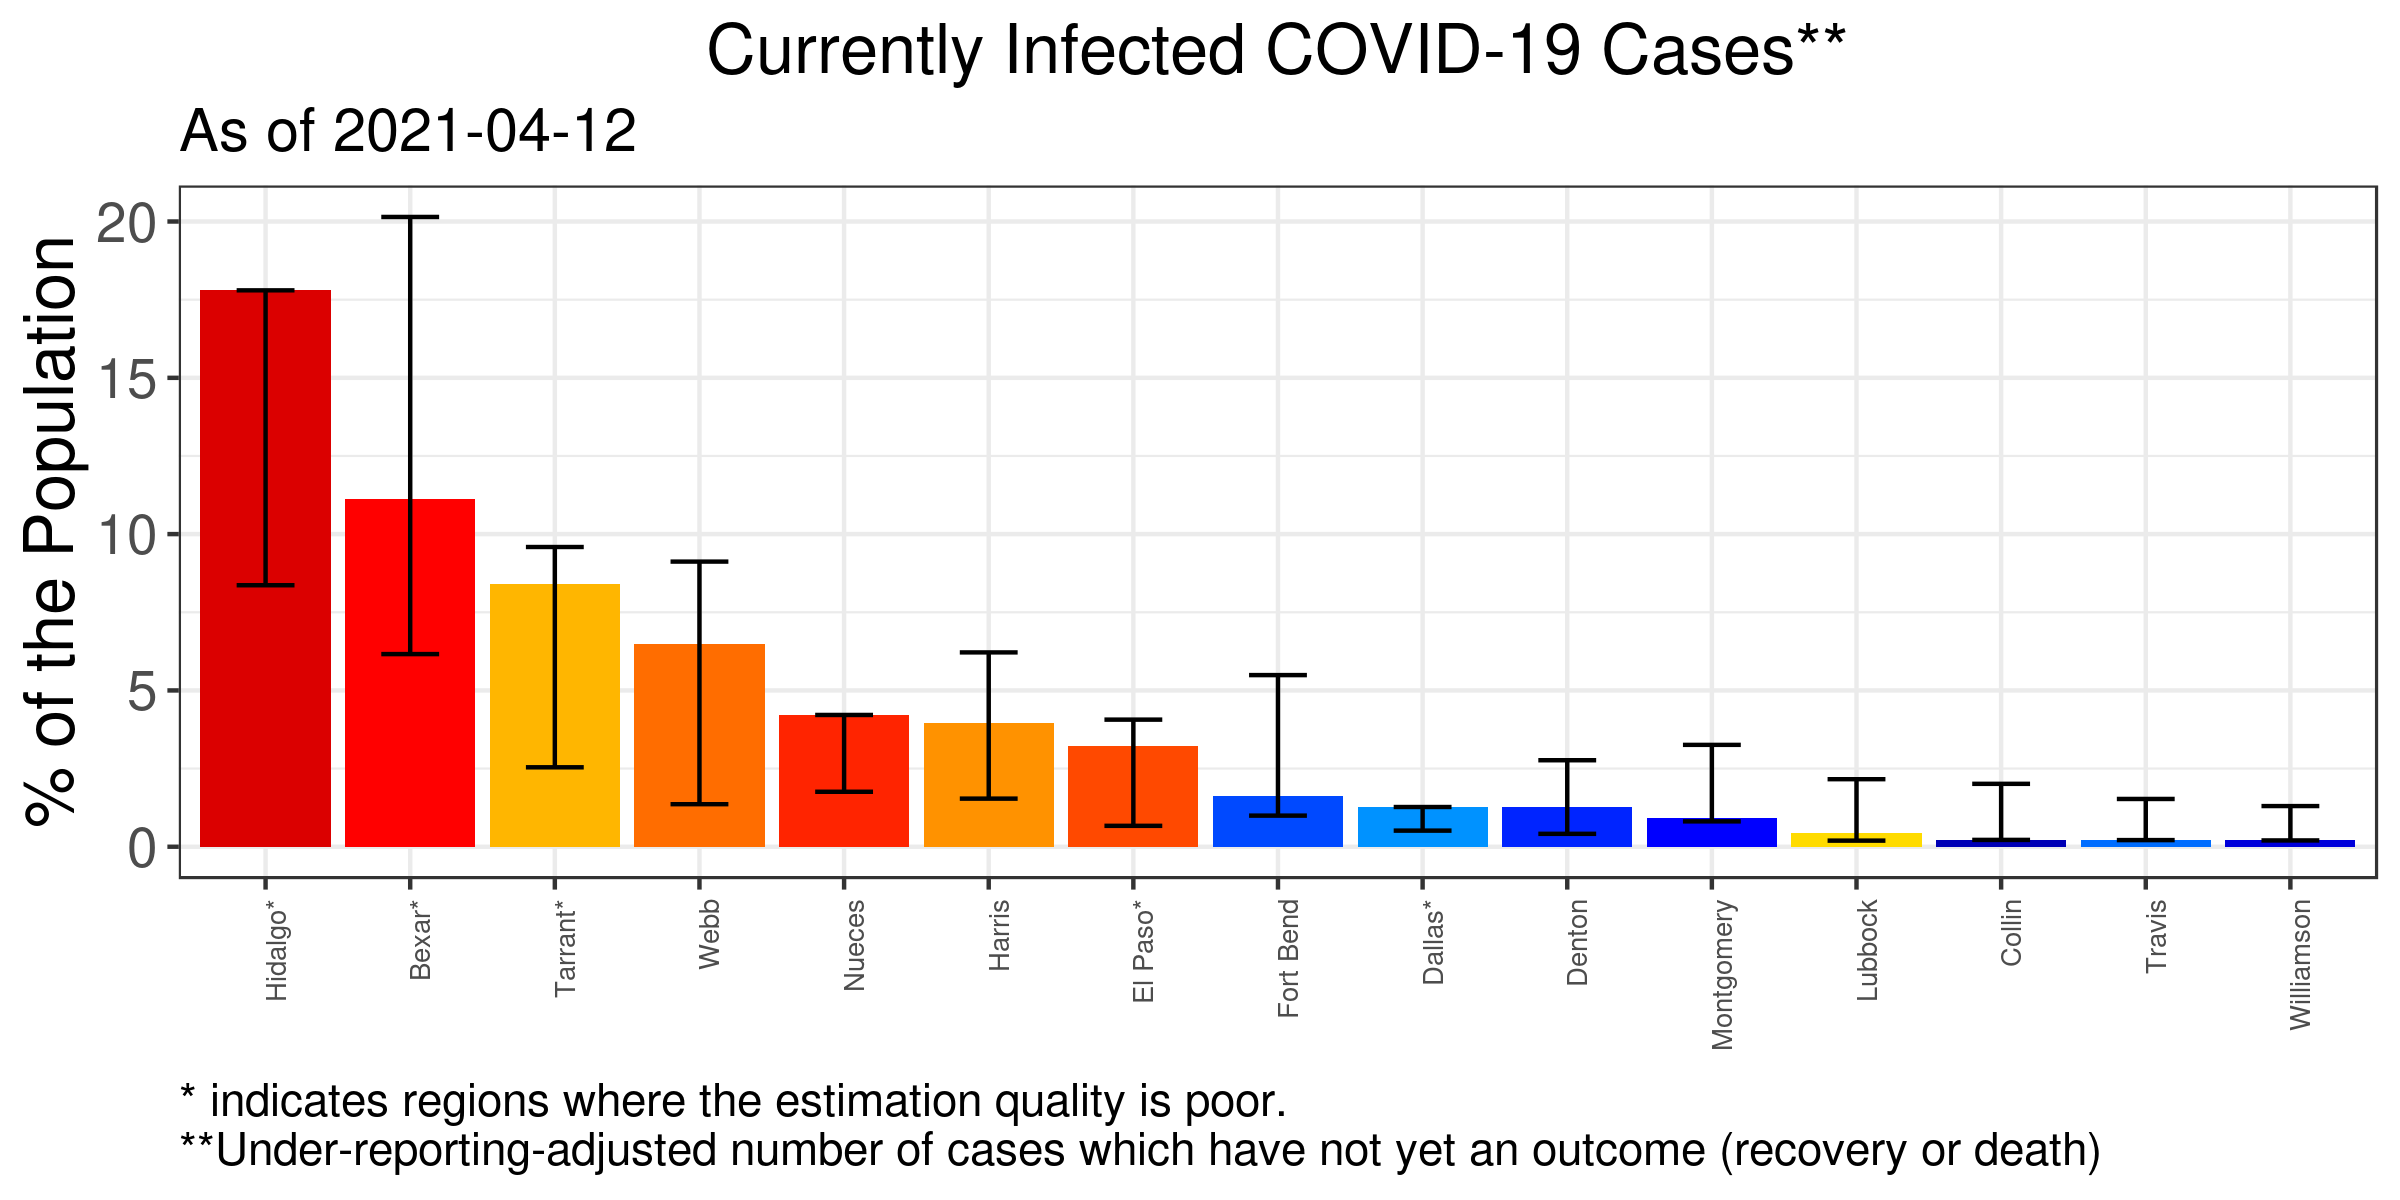 Currently Infected COVID-19 Cases**
As of 2021-04-12
% of the Population
20
15
10
5
0
Hidalgo*
Bexar*
Tarrant*
Webb
Nueces
Harris
El Paso*
Fort Bend
Dallas*
Denton
Montgomery
Lubbock
Collin
Travis
Williamson
* indicates regions where the estimation quality is poor.
**Under-reporting-adjusted number of cases which have not yet an outcome (recovery or death)